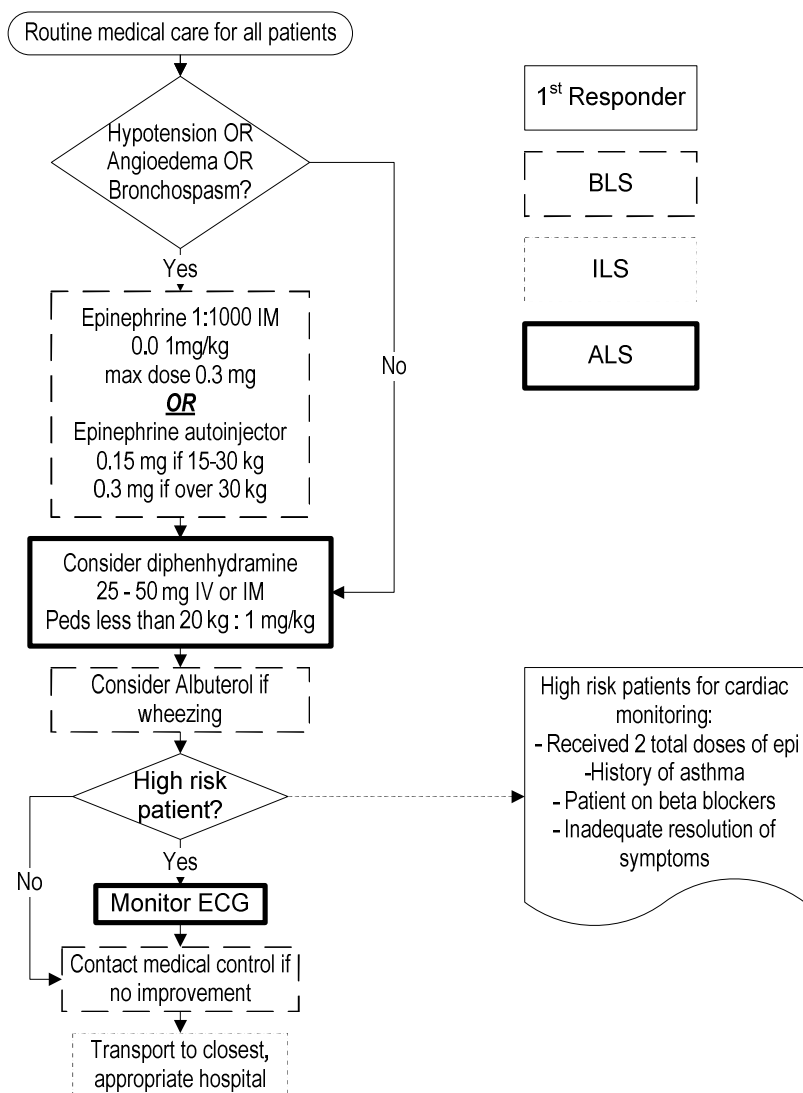 Routine medical care for all patients
Hypotension OR
Angioedema OR
Bronchospasm?
Yes
No
Epinephrine 1:1000 IM
0.0 1mg/kg
max dose 0.3 mg
OR
Epinephrine autoinjector
0.15 mg if 15-30 kg
0.3 mg if over 30 kg
Consider diphenhydramine
25 - 50 mg IV or IM
Peds less than 20 kg : 1 mg/kg
Consider Albuterol if
wheezing
High risk
patient?
Yes
No
Monitor ECG
Contact medical control if
no improvement
Transport to closest,
appropriate hospital
1st Responder
BLS
ILS
ALS
High risk patients for cardiac
monitoring:
- Received 2 total doses of epi
-History of asthma
- Patient on beta blockers
- Inadequate resolution of
symptoms